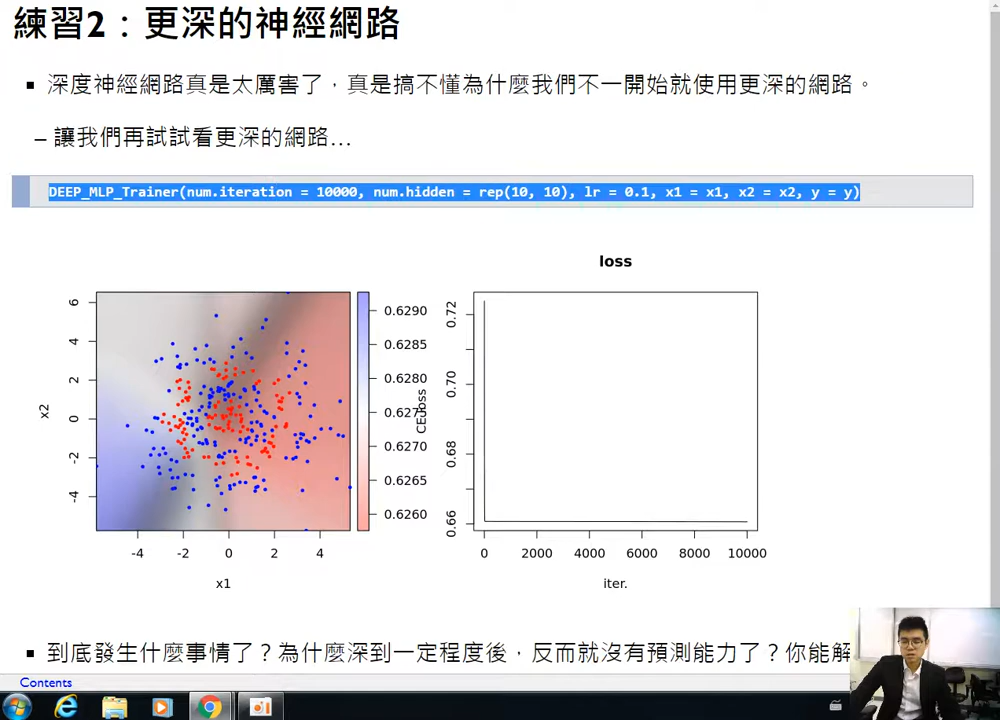 練習2：更深的神經網路
▪ 深度神經網路真是太厲害了，真是搞不懂為什麼我們不一開始就使用更深的網路。
– 讓我們再試試看更深的網路…
DEEP_MLP_Trainer(num.iteration = 10000, num.hidden = rep(10, 10), lr = 0.1, x1 = x1, x2 = x2, y = y)
loss
6
4
2
0
-2
-4
x2
-4
-2
0
2
4
x1
0.6290
0.6285
0.6280
0.6275
0.6270
0.6265
0.6260
CE loss
0.72
0.70
0.68
0.66
0
2000
4000
6000
8000
10000
iter.
▪ 到底發生什麼事情了？為什麼深到一定程度後，反而就沒有預測能力了？你能解
Contents